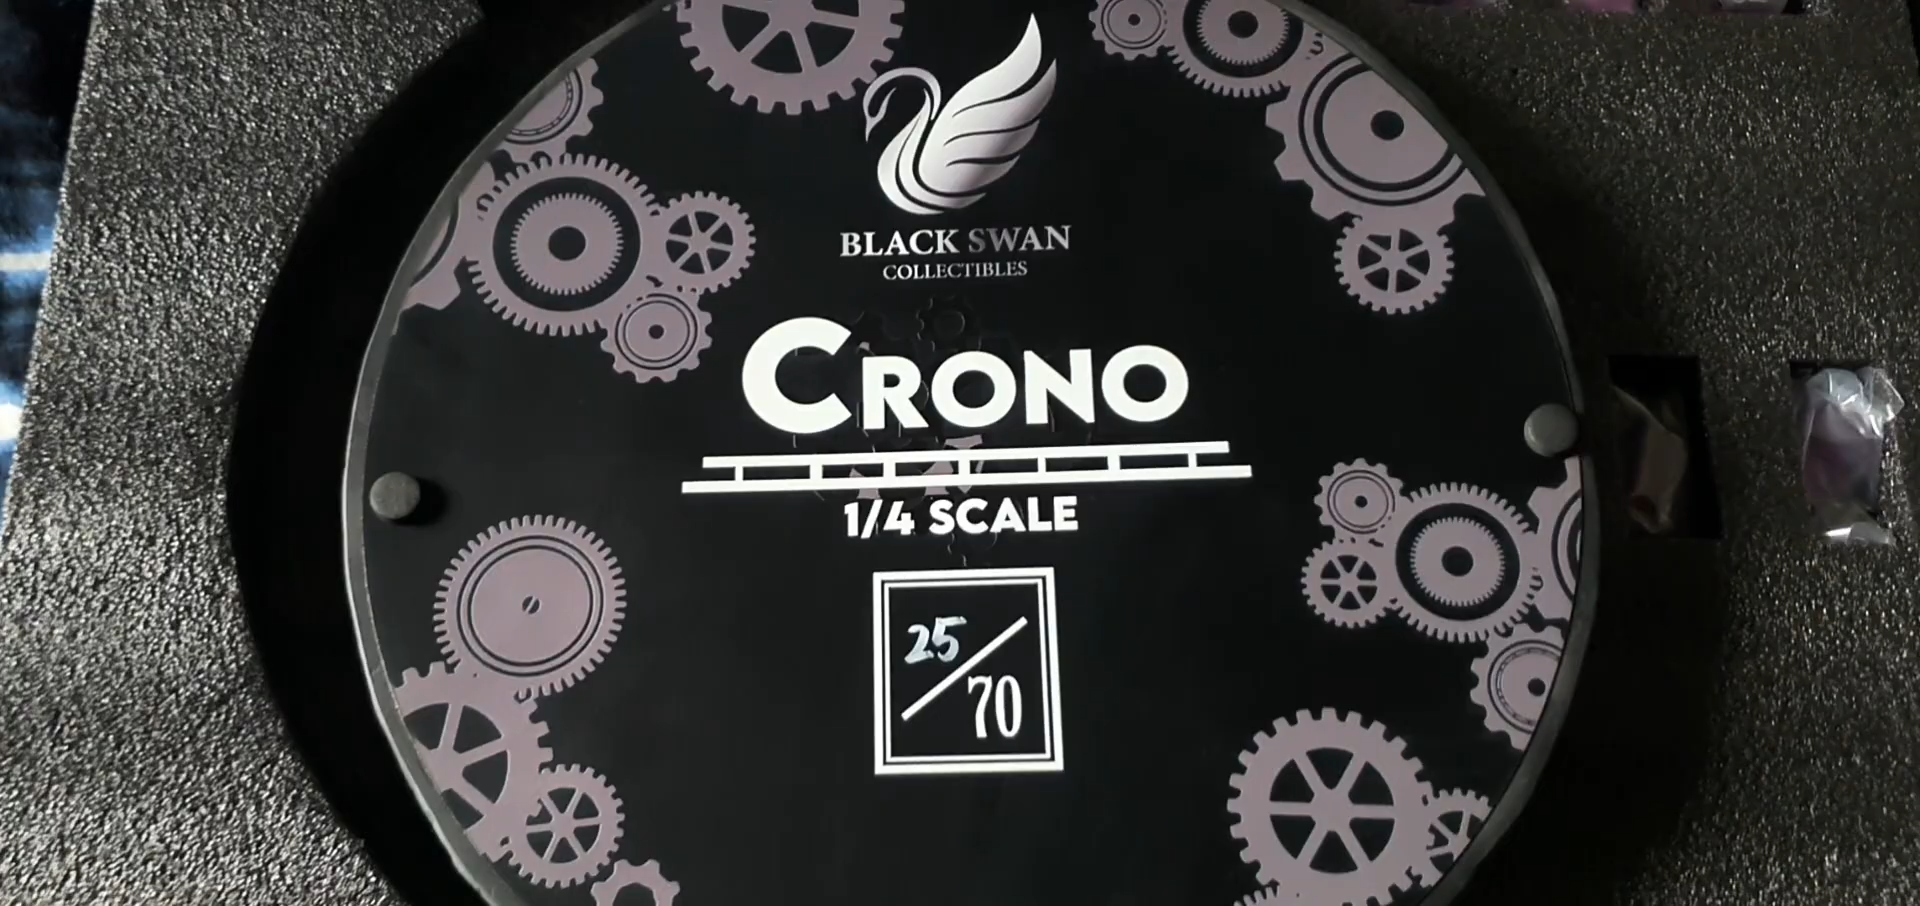 BLACK SWAN
COLLECTIBLES
CRONO
1/4 SCALE
25/70